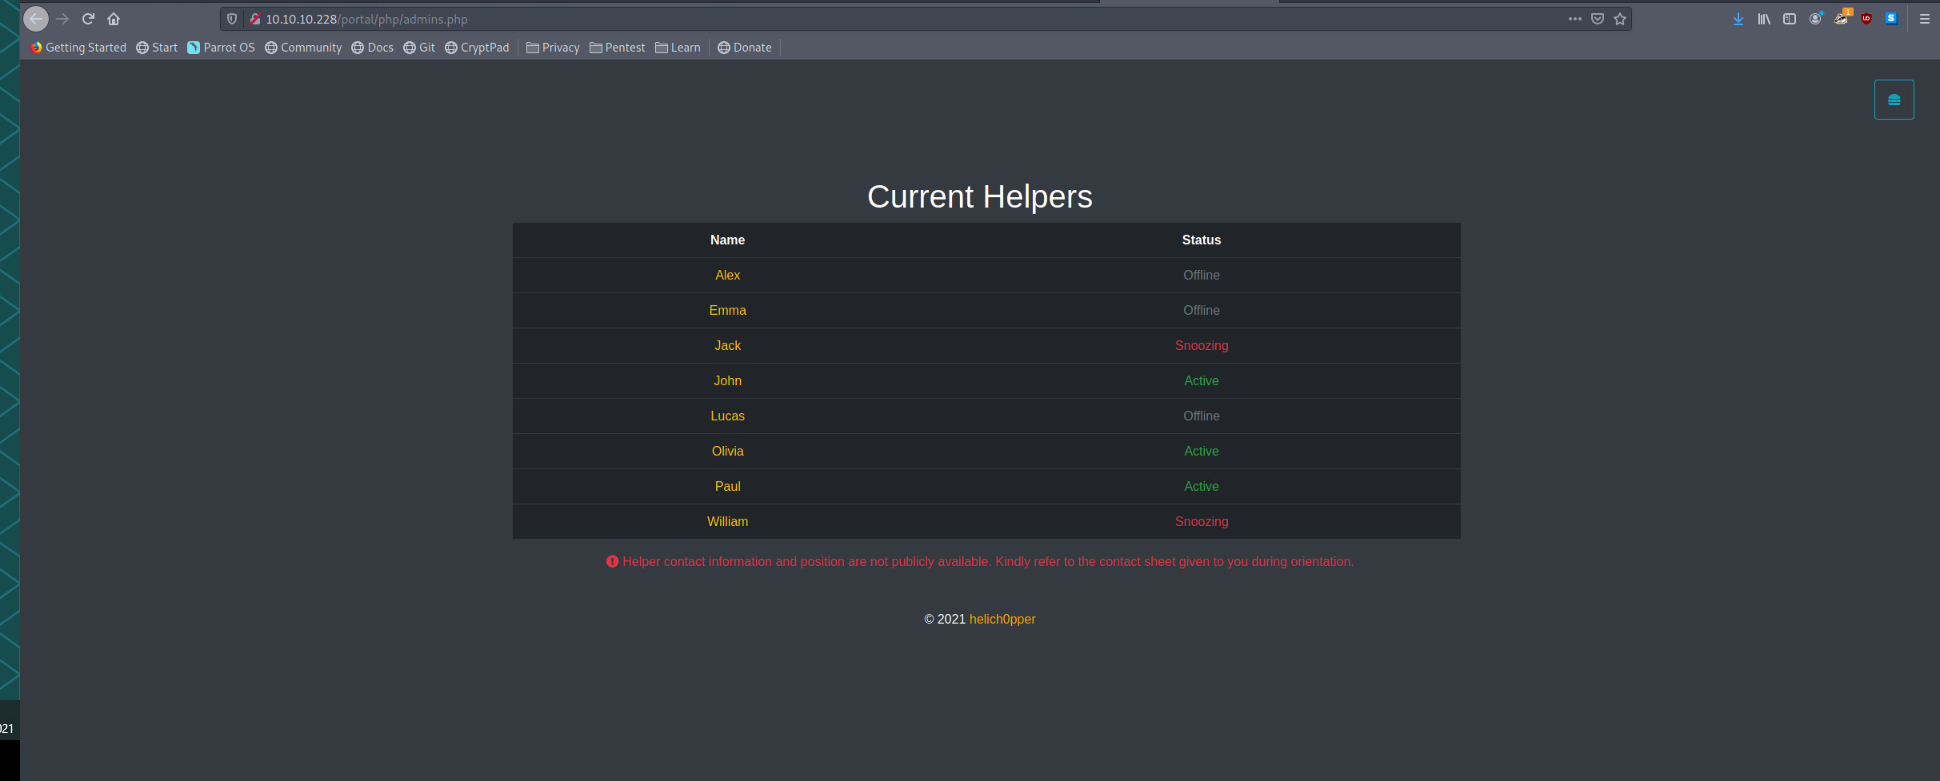 10.10.10.228/portal/php/admins.php
Getting Started Start Parrot OS Community Docs Git CryptPad Privacy Pentest Learn Donate
1
Current Helpers
Name Status
Alex Offline
Emma Offline
Jack Snoozing
John Active
Lucas Offline
Olivia Active
Paul Active
William Snoozing
Helper contact information and position are not publicly available. Kindly refer to the contact sheet given to you during orientation.
© 2021 helich0pper
021